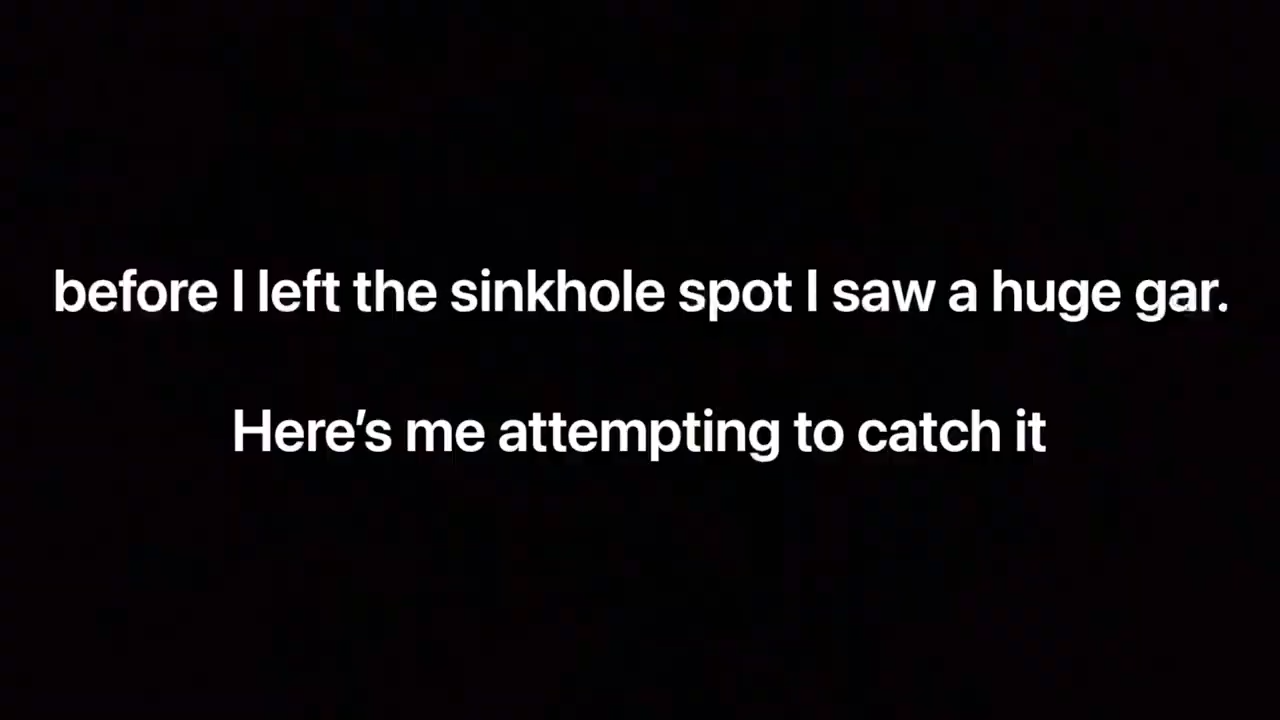 before I left the sinkhole spot I saw a huge gar.
Here’s me attempting to catch it